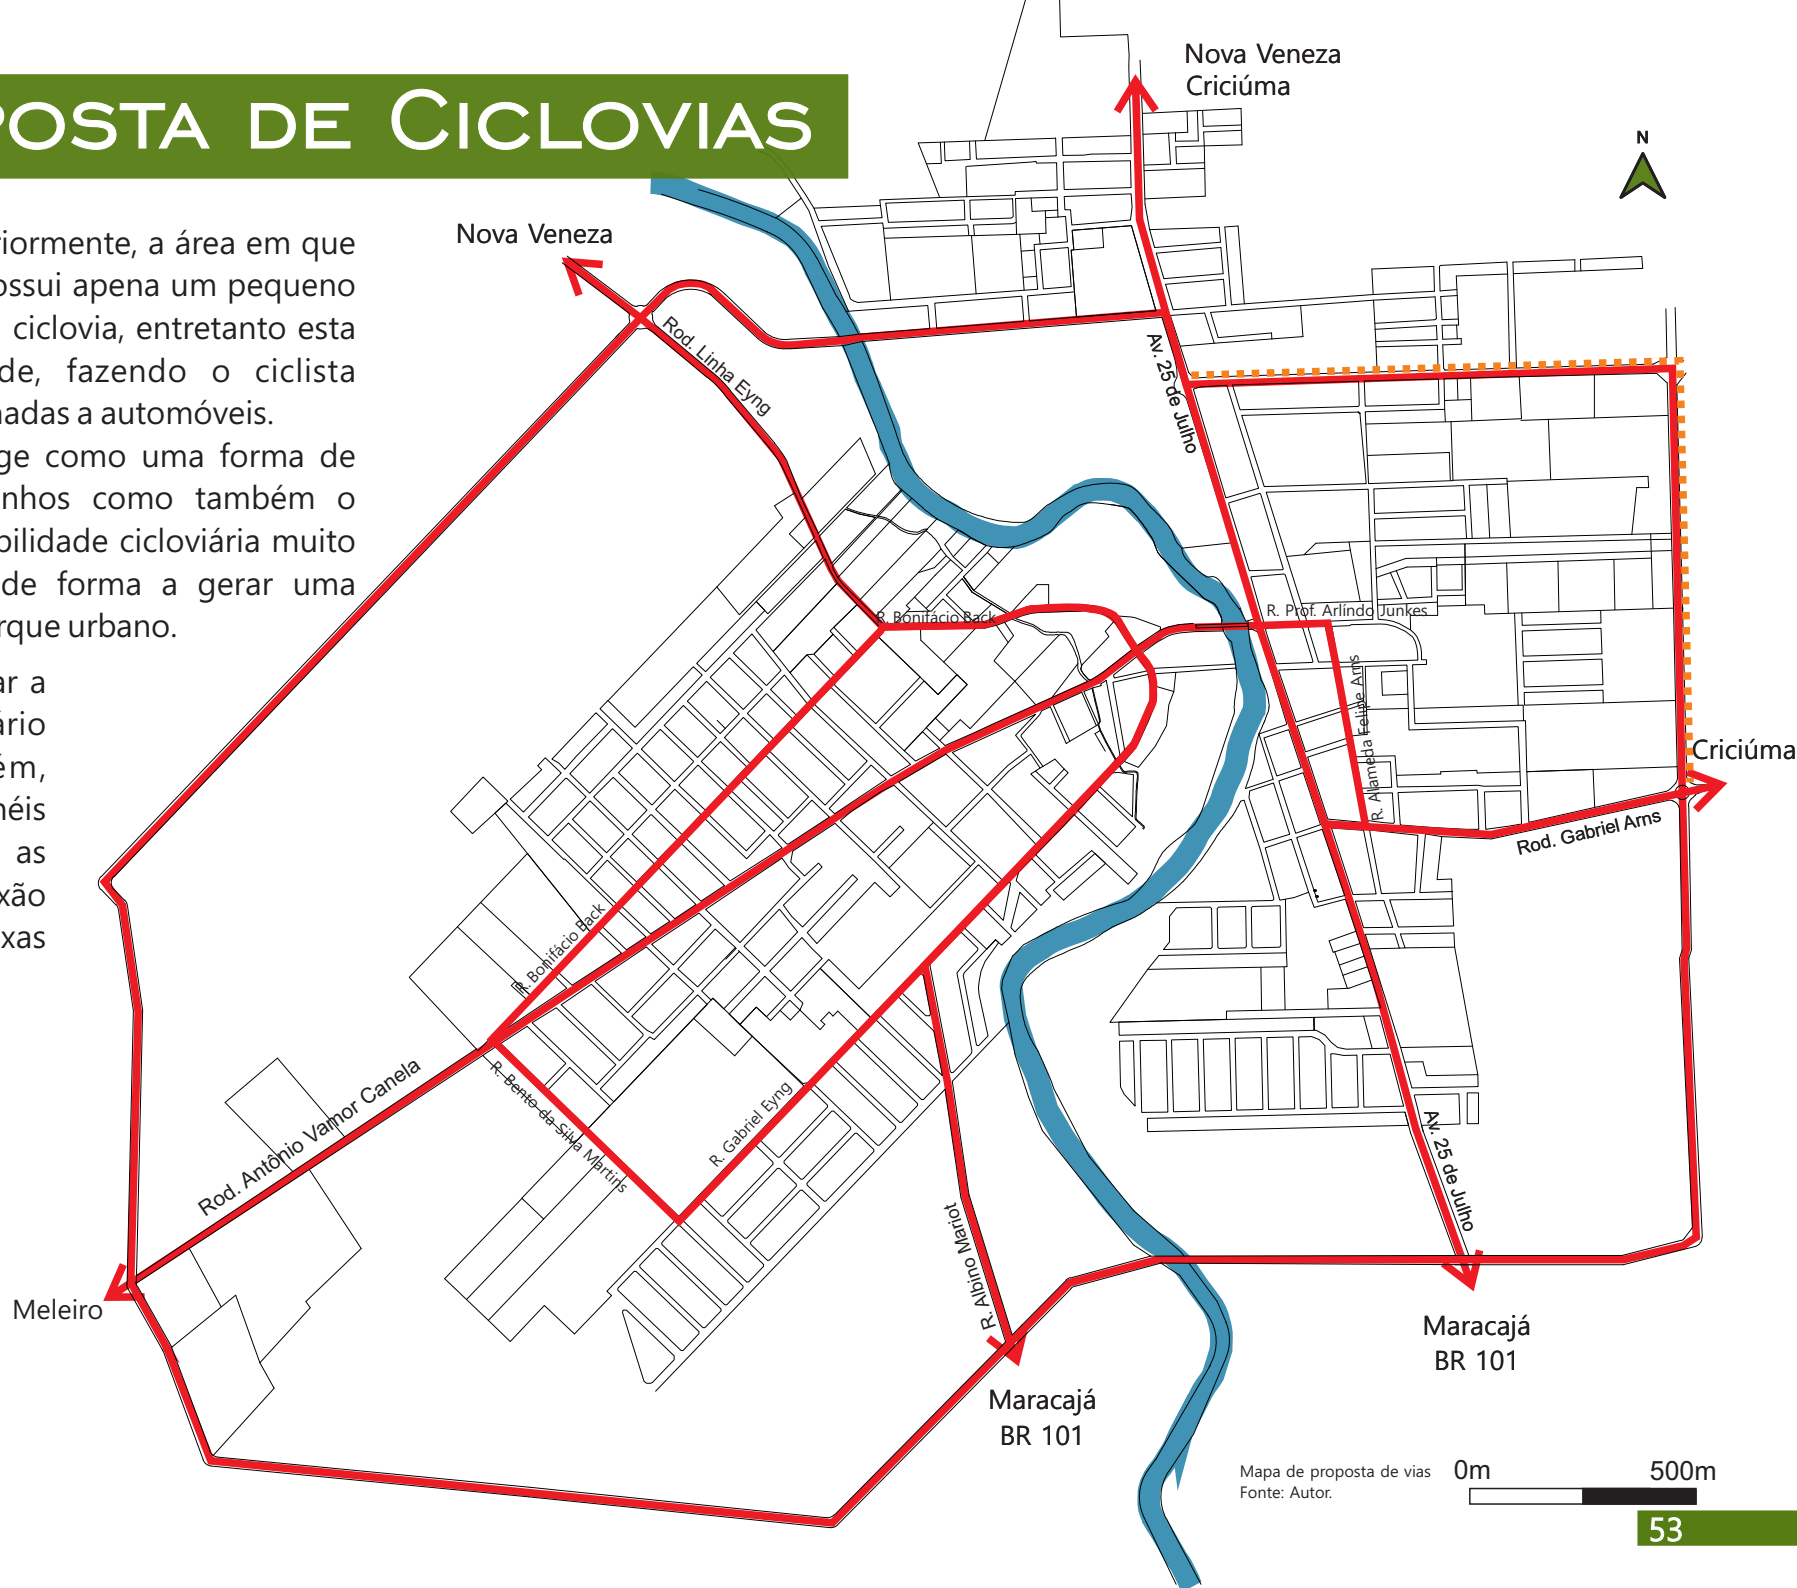 POSTA DE CICLOVIAS
riormente, a área em que
ossui apena um pequeno
ciclovia, entretanto esta
de, fazendo o ciclista
nadas a automóveis.
ge como uma forma de
nhos como também o
bilidade cicloviária muito
de forma a gerar uma
rque urbano.
ar a
ário
ém,
néis
as
xão
xas
Nova Veneza
Criciúma
N
Nova Veneza
Rod. Linha Eyng
Av. 25 de Julho
R. Bonifácio Back
R. Prof. Arlíndo Junkes
R. Alameda Felipe Arns
Criciúma
Rod. Gabriel Arns
R. Bonifácio Back
Rod. Antônio Vamor Canela
R. Bento da Silva Martins
R. Gabriel Eyng
R. Albino Mariot
Av. 25 de Julho
Meleiro
Maracajá
BR 101
Maracajá
BR 101
Mapa de proposta de vias
Fonte: Autor.
0m 500m
53